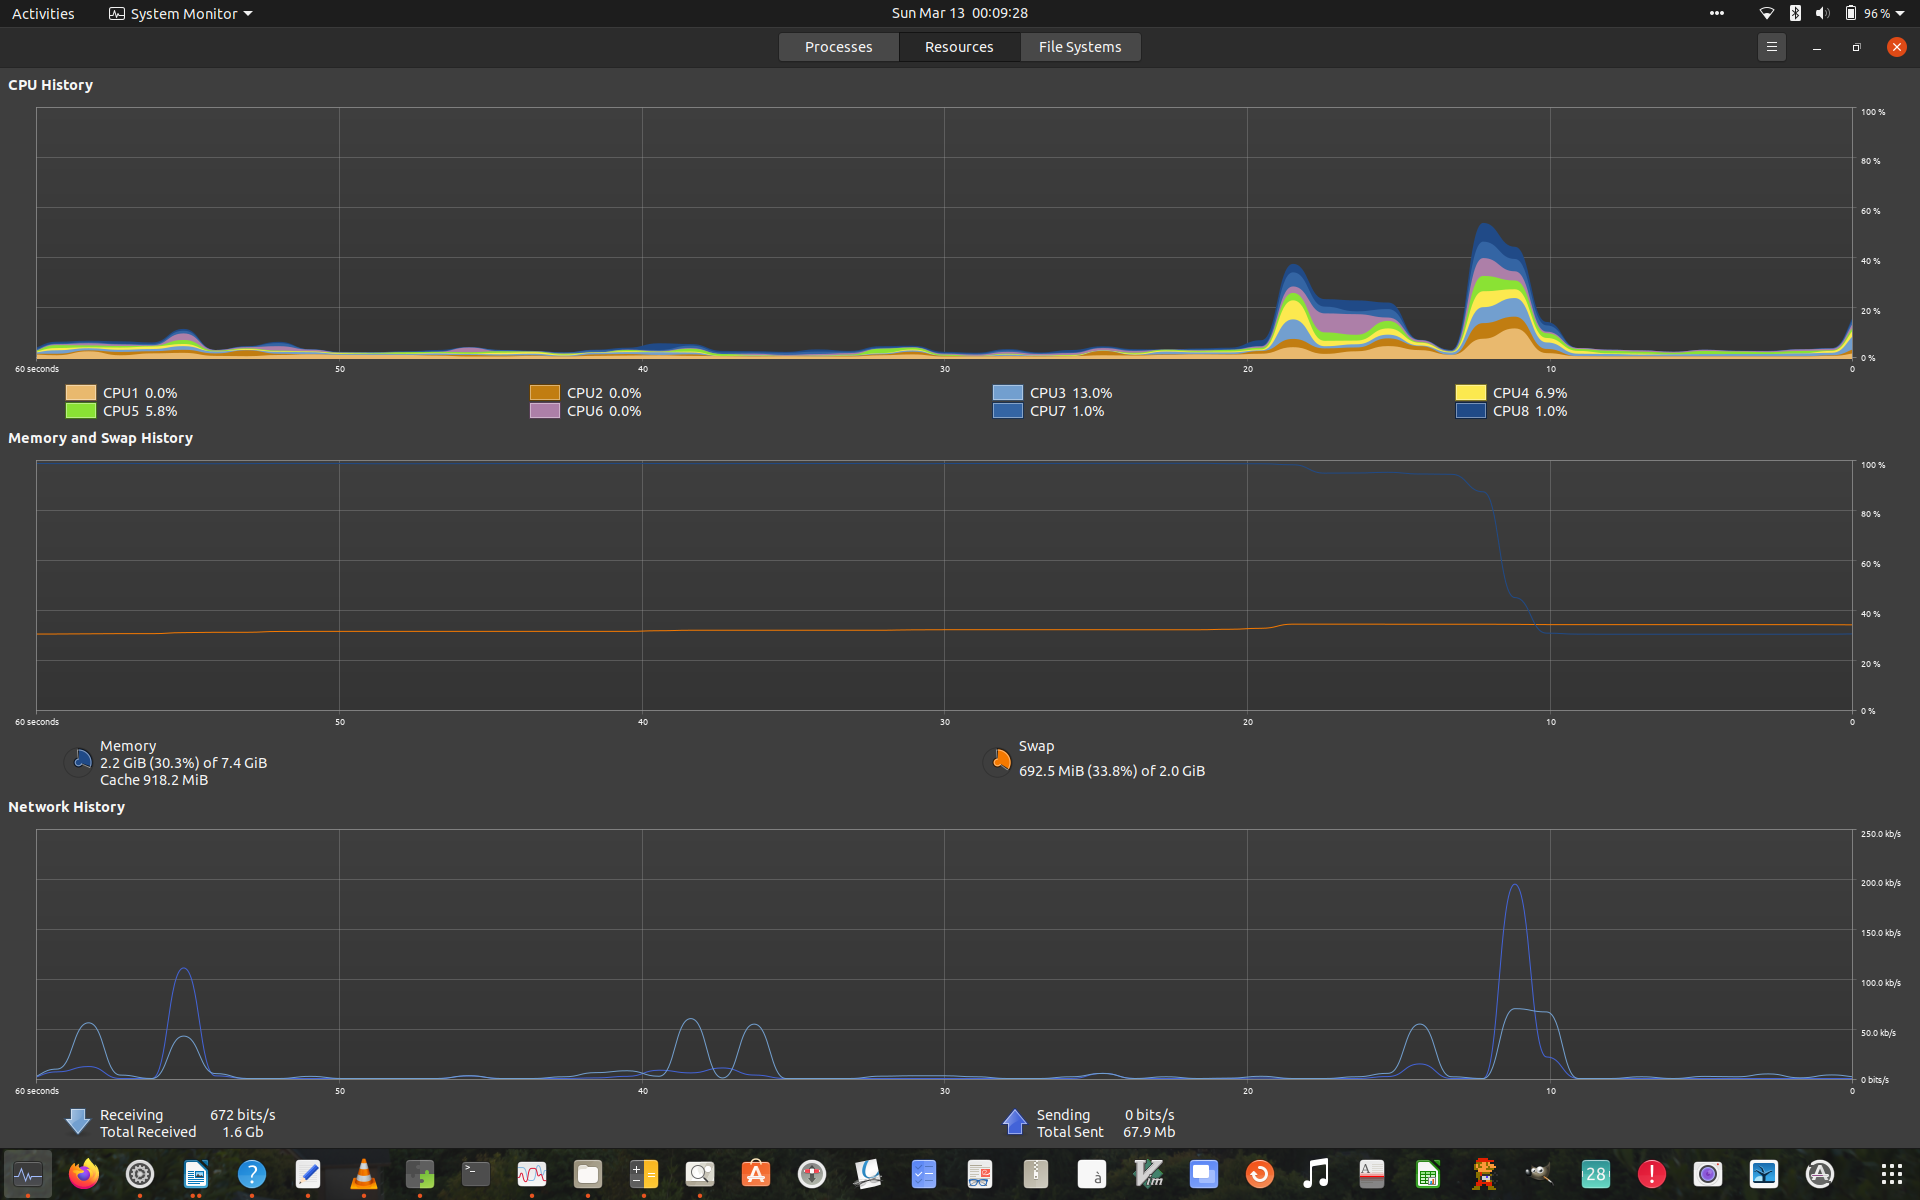 Activities System Monitor Sun Mar 13 00:09:28 96 %
Processes Resources File Systems
CPU History
100 %
80 %
60 %
40 %
20 %
0 %
60 seconds 50 40 30 20 10 0
CPU1 0.0% CPU2 0.0% CPU3 13.0% CPU4 6.9%
CPU5 5.8% CPU6 0.0% CPU7 1.0% CPU8 1.0%
Memory and Swap History
100 %
80 %
60 %
40 %
20 %
0 %
60 seconds 50 40 30 20 10 0
Memory Swap
2.2 GiB (30.3%) of 7.4 GiB 692.5 MiB (33.8%) of 2.0 GiB
Cache 918.2 MiB
Network History
250.0 kb/s
200.0 kb/s
150.0 kb/s
100.0 kb/s
50.0 kb/s
0 bits/s
60 seconds 50 40 30 20 10 0
Receiving 672 bits/s Sending 0 bits/s
Total Received 1.6 Gb Total Sent 67.9 Mb
? >_ à Vim A 28 !